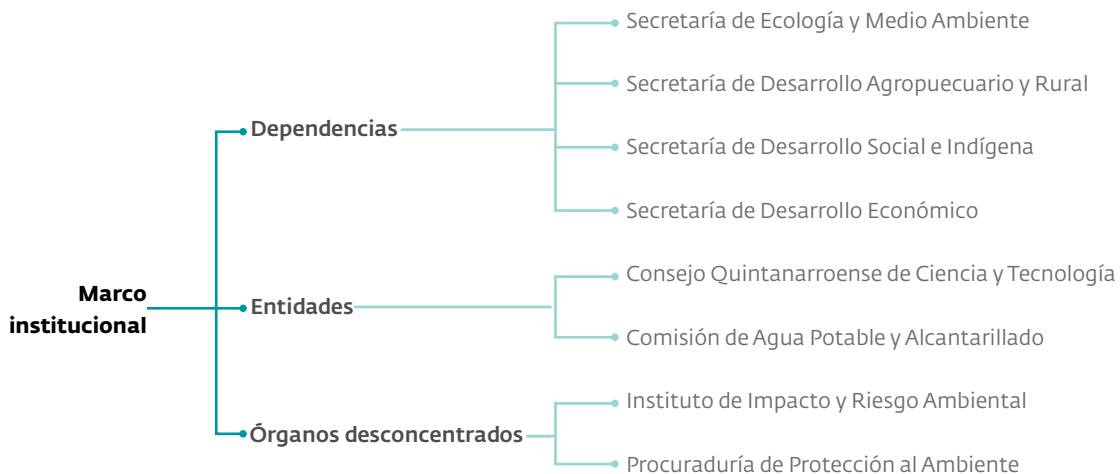 Marco
institucional
Dependencias
Secretaría de Ecología y Medio Ambiente
Secretaría de Desarrollo Agropuecuario y Rural
Secretaría de Desarrollo Social e Indígena
Secretaría de Desarrollo Económico
Entidades
Consejo Quintanarroense de Ciencia y Tecnología
Comisión de Agua Potable y Alcantarillado
Órganos desconcentrados
Instituto de Impacto y Riesgo Ambiental
Procuraduría de Protección al Ambiente